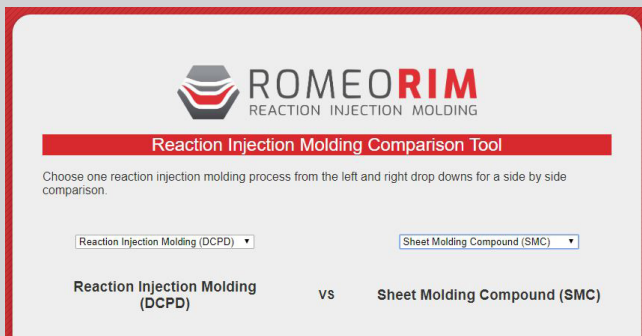 ROMEORIM
REACTION INJECTION MOLDING
Reaction Injection Molding Comparison Tool
Choose one reaction injection molding process from the left and right drop downs for a side by side
comparison.
Reaction Injection Molding (DCPD)
Sheet Molding Compound (SMC)
Reaction Injection Molding
(DCPD)
vs
Sheet Molding Compound (SMC)